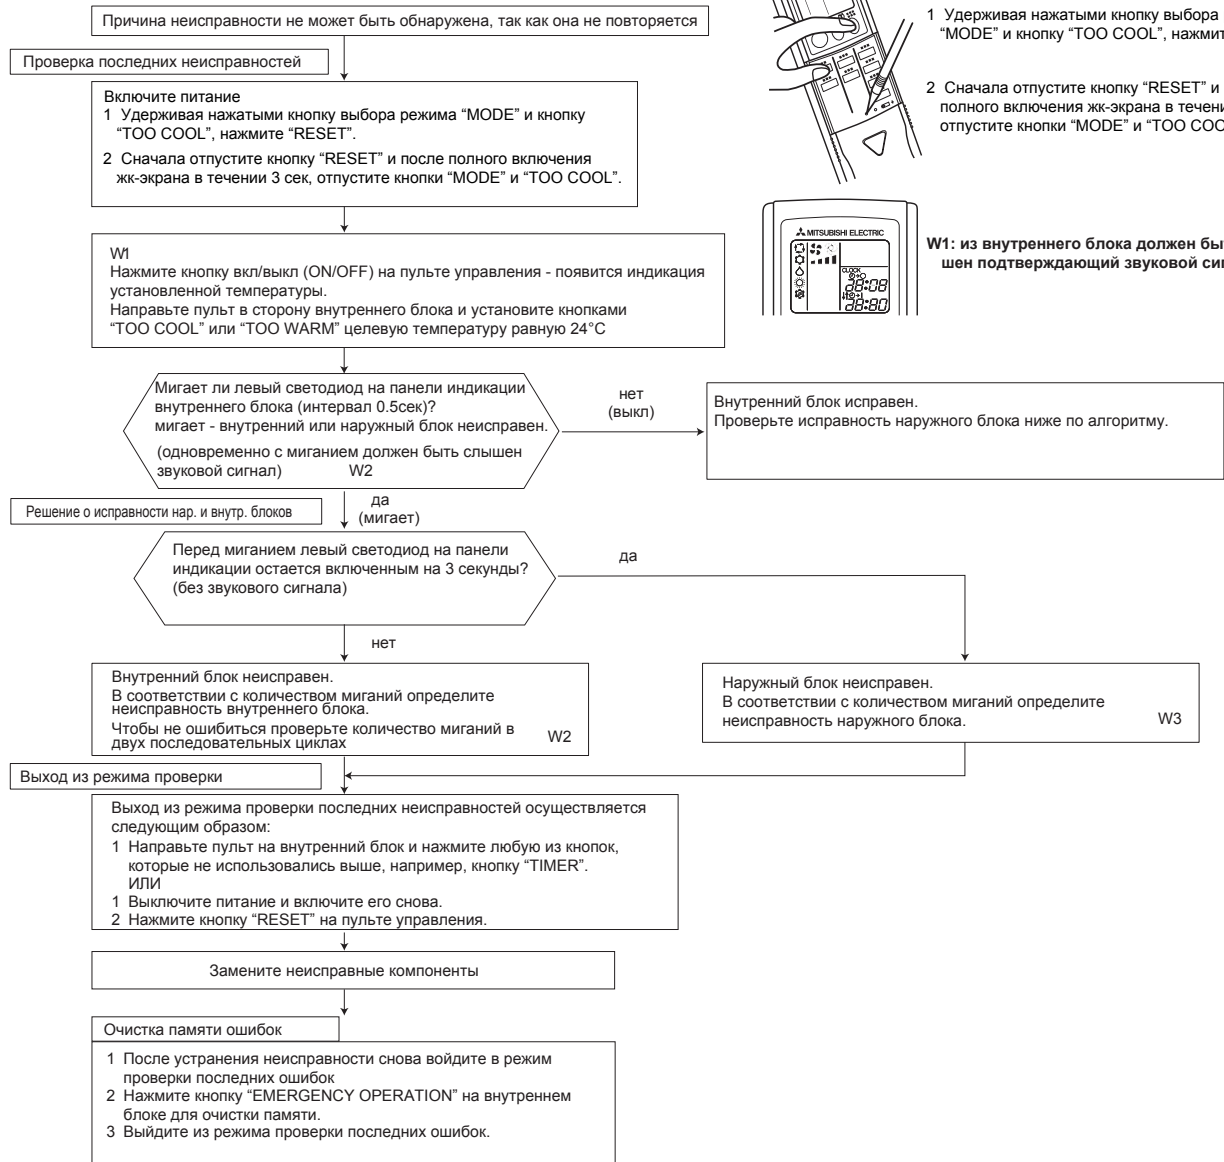 Причина неисправности не может быть обнаружена, так как она не повторяется
Проверка последних неисправностей
Включите питание
1 Удерживая нажатыми кнопку выбора режима “MODE” и кнопку
“TOO COOL”, нажмите “RESET”.
2 Сначала отпустите кнопку “RESET” и после полного включения
жк-экрана в течении 3 сек, отпустите кнопки “MODE” и “TOO COOL”.
1 Удерживая нажатыми кнопку выбора
“MODE” и кнопку “TOO COOL”, нажмит
2 Сначала отпустите кнопку “RESET” и
полного включения жк-экрана в течени
отпустите кнопки “MODE” и “TOO COO
MITSUBISHI ELECTRIC
CLOCK
88:08
88:80
W1: из внутреннего блока должен бы
шен подтверждающий звуковой сиг
W1
Нажмите кнопку вкл/выкл (ON/OFF) на пульте управления - появится индикация
установленной температуры.
Направьте пульт в сторону внутреннего блока и установите кнопками
“TOO COOL” или “TOO WARM” целевую температуру равную 24°C
Мигает ли левый светодиод на панели индикации
внутреннего блока (интервал 0.5сек)?
мигает - внутренний или наружный блок неисправен.
(одновременно с миганием должен быть слышен
звуковой сигнал) W2
нет
(выкл)
Внутренний блок исправен.
Проверьте исправность наружного блока ниже по алгоритму.
да
(мигает)
Решение о исправности нар. и внутр. блоков
Перед миганием левый светодиод на панели
индикации остается включенным на 3 секунды?
(без звукового сигнала)
да
нет
Внутренний блок неисправен.
В соответствии с количеством миганий определите
неисправность внутреннего блока.
Чтобы не ошибиться проверьте количество миганий в
двух последовательных циклах W2
Наружный блок неисправен.
В соответствии с количеством миганий определите
неисправность наружного блока. W3
Выход из режима проверки
Выход из режима проверки последних неисправностей осуществляется
следующим образом:
1 Направьте пульт на внутренний блок и нажмите любую из кнопок,
которые не использовались выше, например, кнопку “TIMER”.
ИЛИ
1 Выключите питание и включите его снова.
2 Нажмите кнопку “RESET” на пульте управления.
Замените неисправные компоненты
Очистка памяти ошибок
1 После устранения неисправности снова войдите в режим
проверки последних ошибок
2 Нажмите кнопку “EMERGENCY OPERATION” на внутреннем
блоке для очистки памяти.
3 Выйдите из режима проверки последних ошибок.